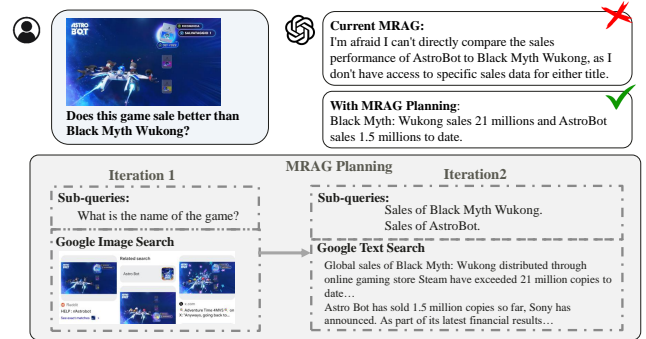 ASTRO
BOT
Does this game sale better than
Black Myth Wukong?
Current MRAG:
I'm afraid I can't directly compare the sales
performance of AstroBot to Black Myth Wukong, as I
don't have access to specific sales data for either title.
With MRAG Planning:
Black Myth: Wukong sales 21 millions and AstroBot
sales 1.5 millions to date.
MRAG Planning
Iteration 1
Sub-queries:
What is the name of the game?
Google Image Search
Related search
Astro Bot
Reddit
HELP : r/Astrobot
x.com
X: "Anyways, going back to...
Iteration2
Sub-queries:
Sales of Black Myth Wukong.
Sales of AstroBot.
Google Text Search
Global sales of Black Myth: Wukong distributed through
online gaming store Steam have exceeded 21 million copies to
date…
Astro Bot has sold 1.5 million copies so far, Sony has
announced. As part of its latest financial results…